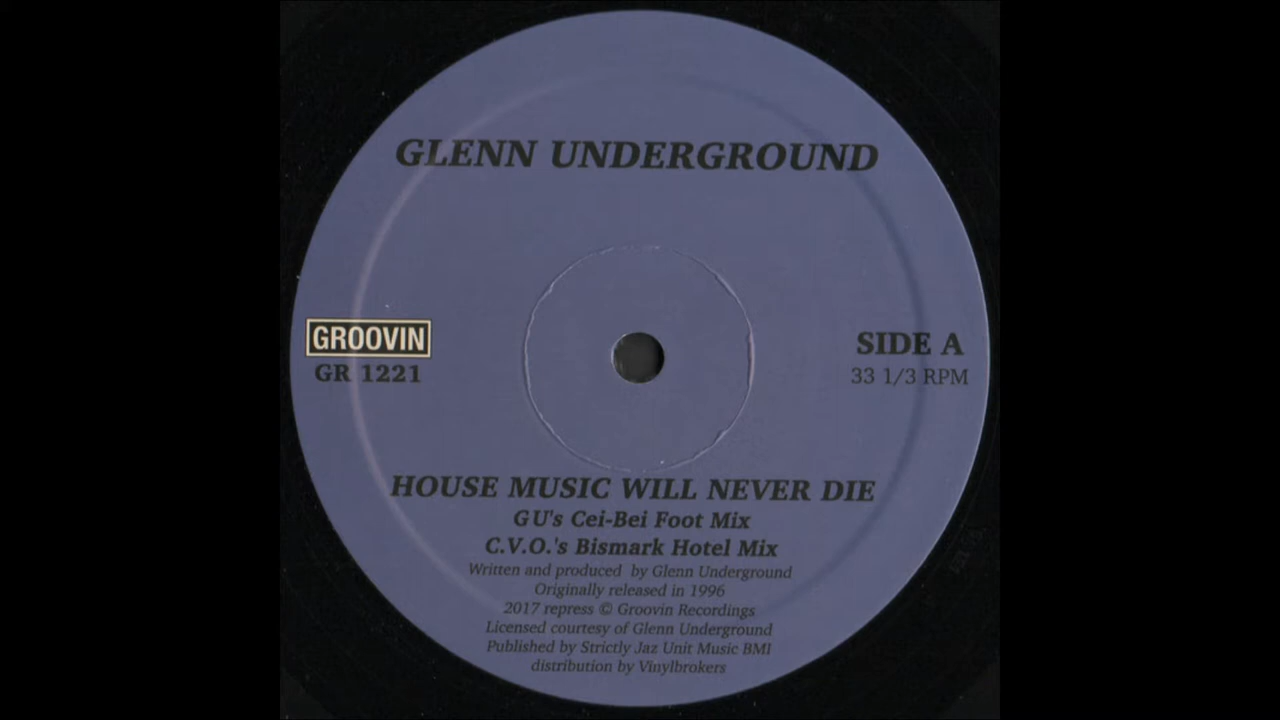 GLENN UNDERGROUND
GROOVIN
GR 1221
SIDE A
33 1/3 RPM
HOUSE MUSIC WILL NEVER DIE
GU's Cei-Bei Foot Mix
C.V.O.'s Bismark Hotel Mix
Written and produced by Glenn Underground
Originally released in 1996
2017 repress © Groovin Recordings
Licensed courtesy of Glenn Underground
Published by Strictly Jaz Unit Music BMI
distribution by Vinylbrokers